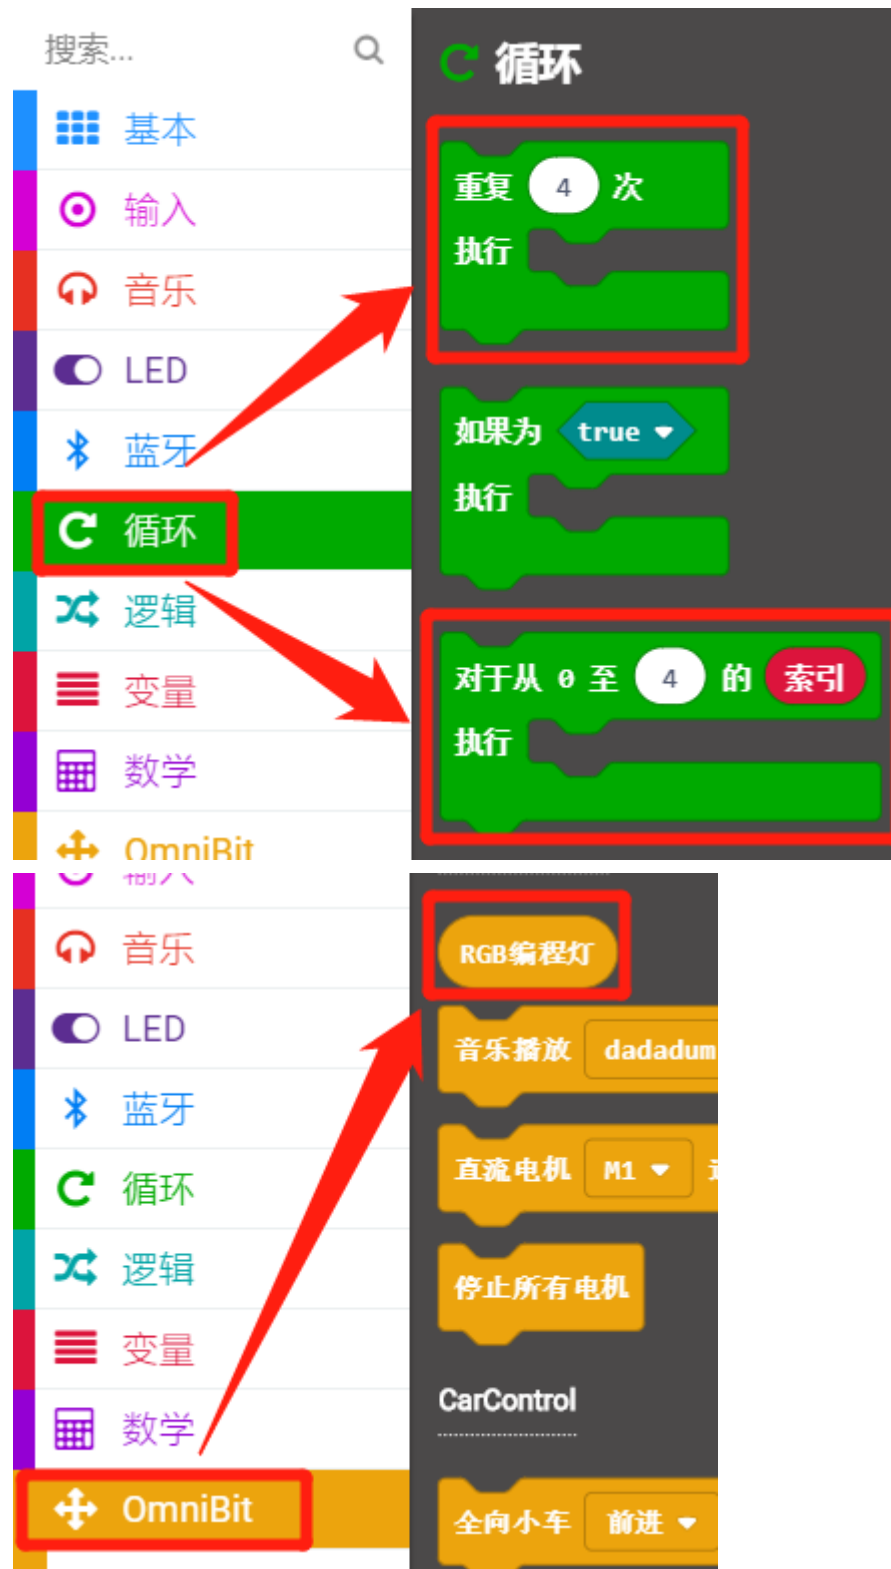 搜索...
基本
输入
音乐
LED
蓝牙
循环
逻辑
变量
数学
OmniBit
循环
重复 4 次
执行
如果为 true
执行
对于从 0 至 4 的 索引
执行
输入
音乐
LED
蓝牙
循环
逻辑
变量
数学
OmniBit
RGB编程灯
音乐播放 dadadum
直流电机 M1
停止所有电机
CarControl
全向小车 前进